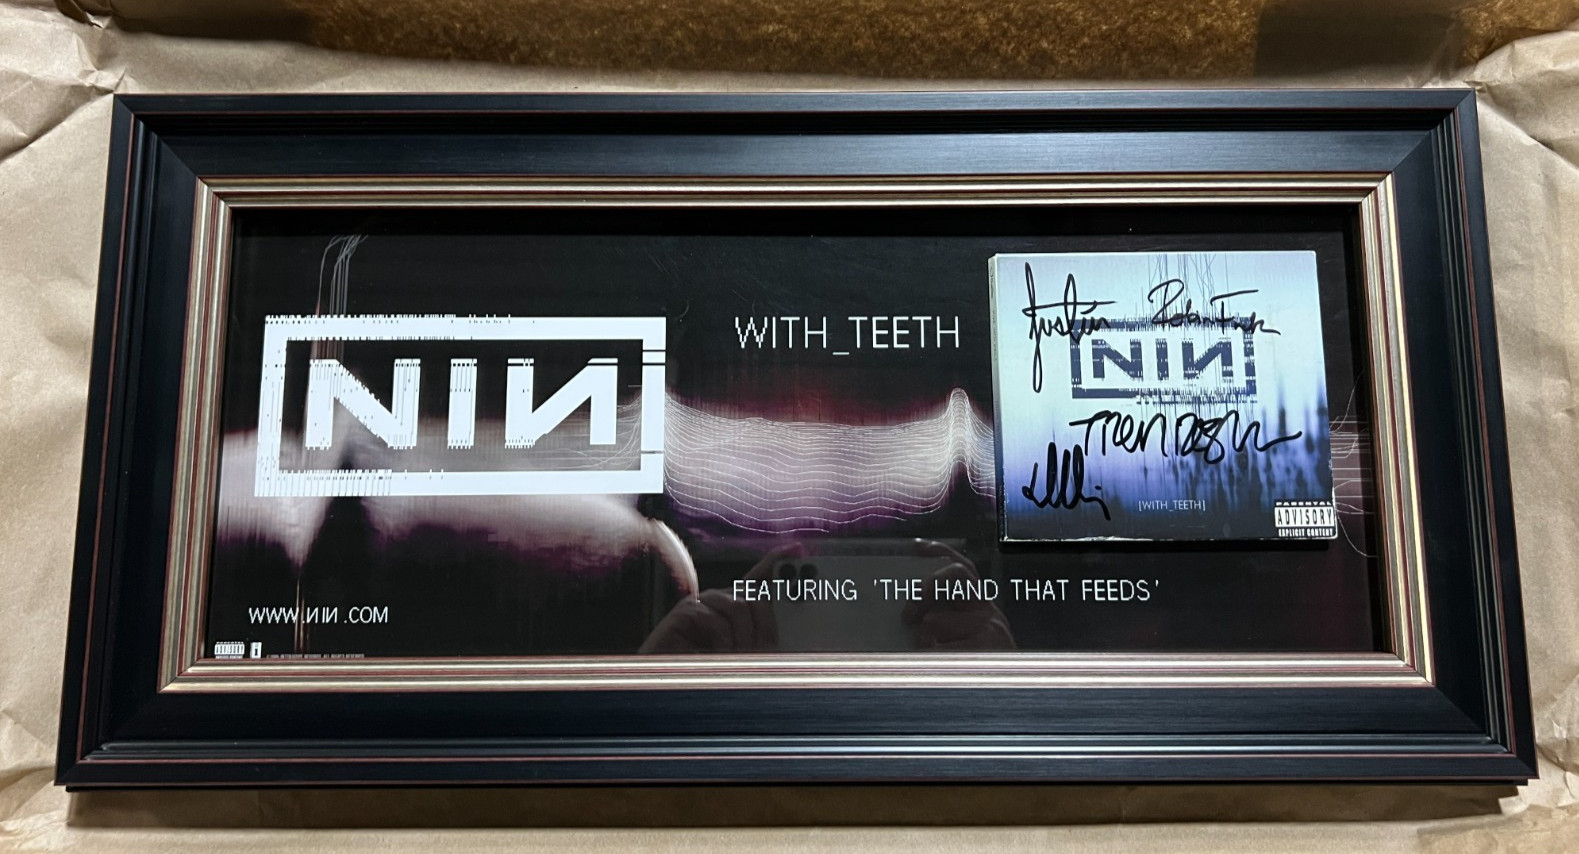 NIN
WITH_TEETH
Justin
Robin Finck
NIN
Trent Reznor
[WITH_TEETH]
PARENTAL
ADVISORY
EXPLICIT CONTENT
FEATURING 'THE HAND THAT FEEDS'
WWW.NIN.COM